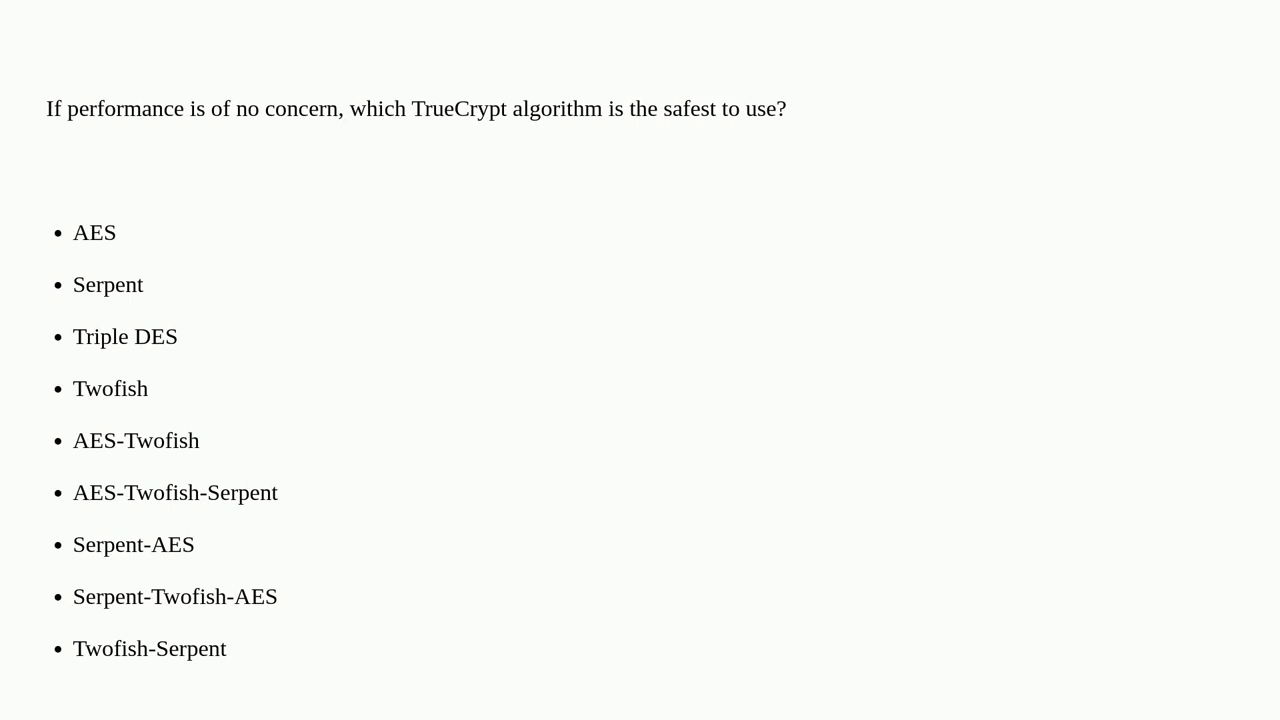 If performance is of no concern, which TrueCrypt algorithm is the safest to use?
• AES
• Serpent
• Triple DES
• Twofish
• AES-Twofish
• AES-Twofish-Serpent
• Serpent-AES
• Serpent-Twofish-AES
• Twofish-Serpent